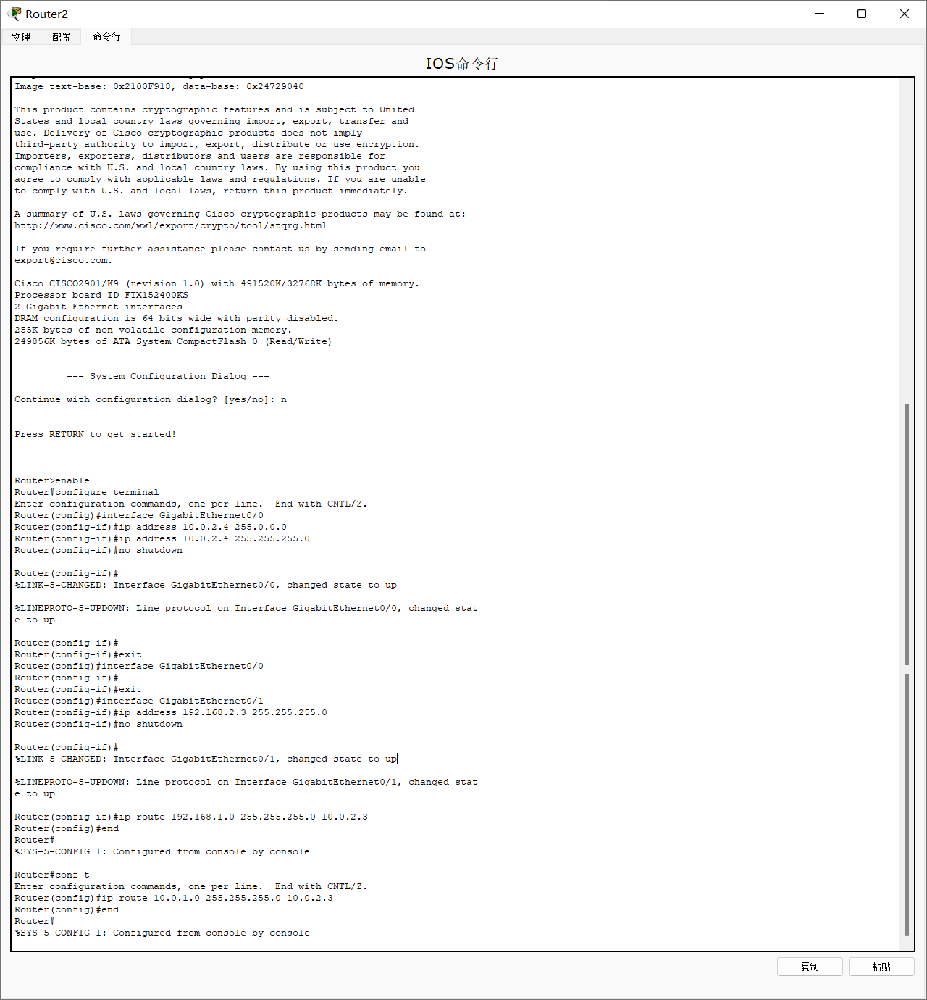 Router2
物理 配置 命令行
IOS命令行
Image text-base: 0x2100F918, data-base: 0x24729040
This product contains cryptographic features and is subject to United
States and local country laws governing import, export, transfer and
use. Delivery of Cisco cryptographic products does not imply
third-party authority to import, export, distribute or use encryption.
Importers, exporters, distributors and users are responsible for
compliance with U.S. and local country laws. By using this product you
agree to comply with applicable laws and regulations. If you are unable
to comply with U.S. and local laws, return this product immediately.
A summary of U.S. laws governing Cisco cryptographic products may be found at:
http://www.cisco.com/wwl/export/crypto/tool/stqrg.html
If you require further assistance please contact us by sending email to
export@cisco.com.
Cisco CISCO2901/K9 (revision 1.0) with 491520K/32768K bytes of memory.
Processor board ID FTX152400KS
2 Gigabit Ethernet interfaces
DRAM configuration is 64 bits wide with parity disabled.
255K bytes of non-volatile configuration memory.
249856K bytes of ATA System CompactFlash 0 (Read/Write)
--- System Configuration Dialog ---
Continue with configuration dialog? [yes/no]: n
Press RETURN to get started!
Router>enable
Router#configure terminal
Enter configuration commands, one per line.  End with CNTL/Z.
Router(config)#interface GigabitEthernet0/0
Router(config-if)#ip address 10.0.2.4 255.0.0.0
Router(config-if)#ip address 10.0.2.4 255.255.255.0
Router(config-if)#no shutdown
Router(config-if)#
%LINK-5-CHANGED: Interface GigabitEthernet0/0, changed state to up
%LINEPROTO-5-UPDOWN: Line protocol on Interface GigabitEthernet0/0, changed stat
e to up
Router(config-if)#
Router(config-if)#exit
Router(config)#interface GigabitEthernet0/0
Router(config-if)#
Router(config-if)#exit
Router(config)#interface GigabitEthernet0/1
Router(config-if)#ip address 192.168.2.3 255.255.255.0
Router(config-if)#no shutdown
Router(config-if)#
%LINK-5-CHANGED: Interface GigabitEthernet0/1, changed state to up
%LINEPROTO-5-UPDOWN: Line protocol on Interface GigabitEthernet0/1, changed stat
e to up
Router(config-if)#ip route 192.168.1.0 255.255.255.0 10.0.2.3
Router(config)#end
Router#
%SYS-5-CONFIG_I: Configured from console by console
Router#conf t
Enter configuration commands, one per line.  End with CNTL/Z.
Router(config)#ip route 10.0.1.0 255.255.255.0 10.0.2.3
Router(config)#end
Router#
%SYS-5-CONFIG_I: Configured from console by console
复制 粘贴